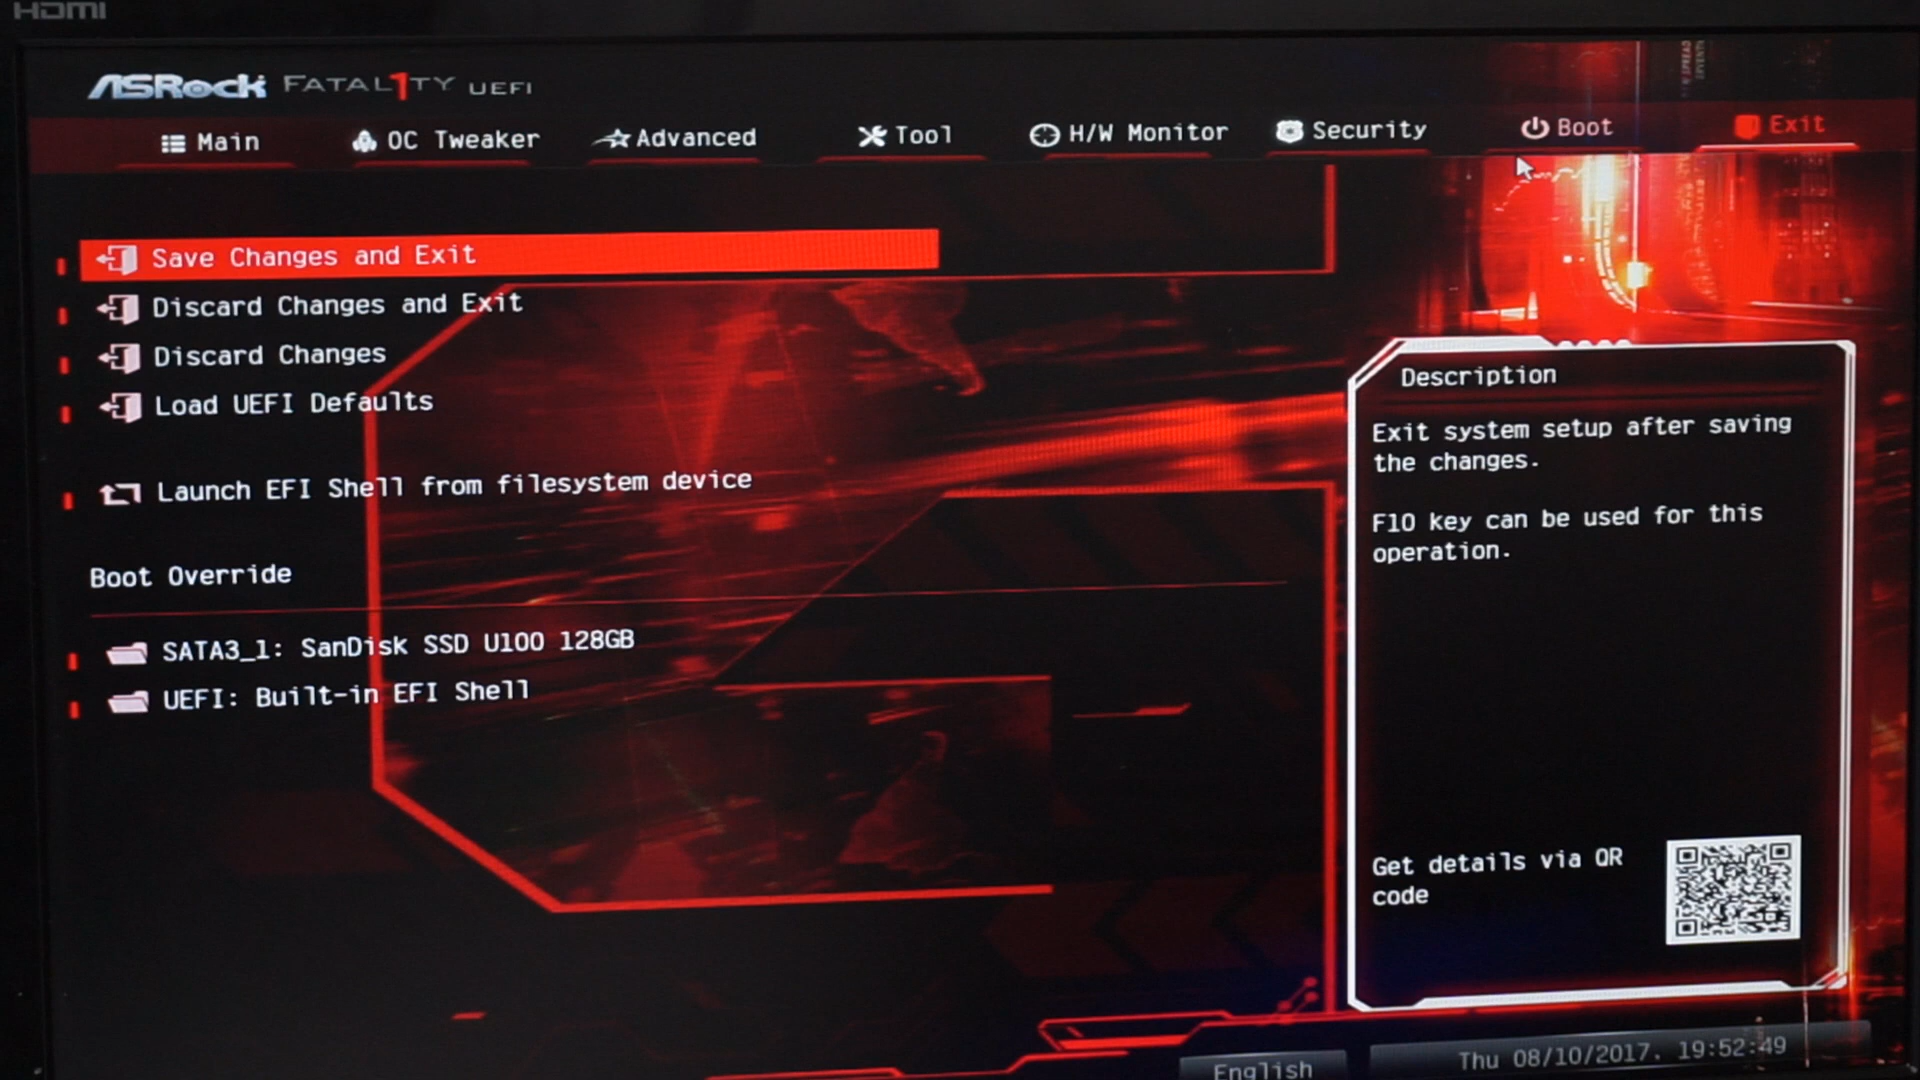 HDMI
ASRock FATAL1TY UEFI
Main OC Tweaker Advanced Tool H/W Monitor Security Boot Exit
Save Changes and Exit
Discard Changes and Exit
Discard Changes
Load UEFI Defaults
Launch EFI Shell from filesystem device
Boot Override
SATA3_1: SanDisk SSD U100 128GB
UEFI: Built-in EFI Shell
Description
Exit system setup after saving
the changes.
F10 key can be used for this
operation.
Get details via QR
code
English
Thu 08/10/2017. 19:52:49